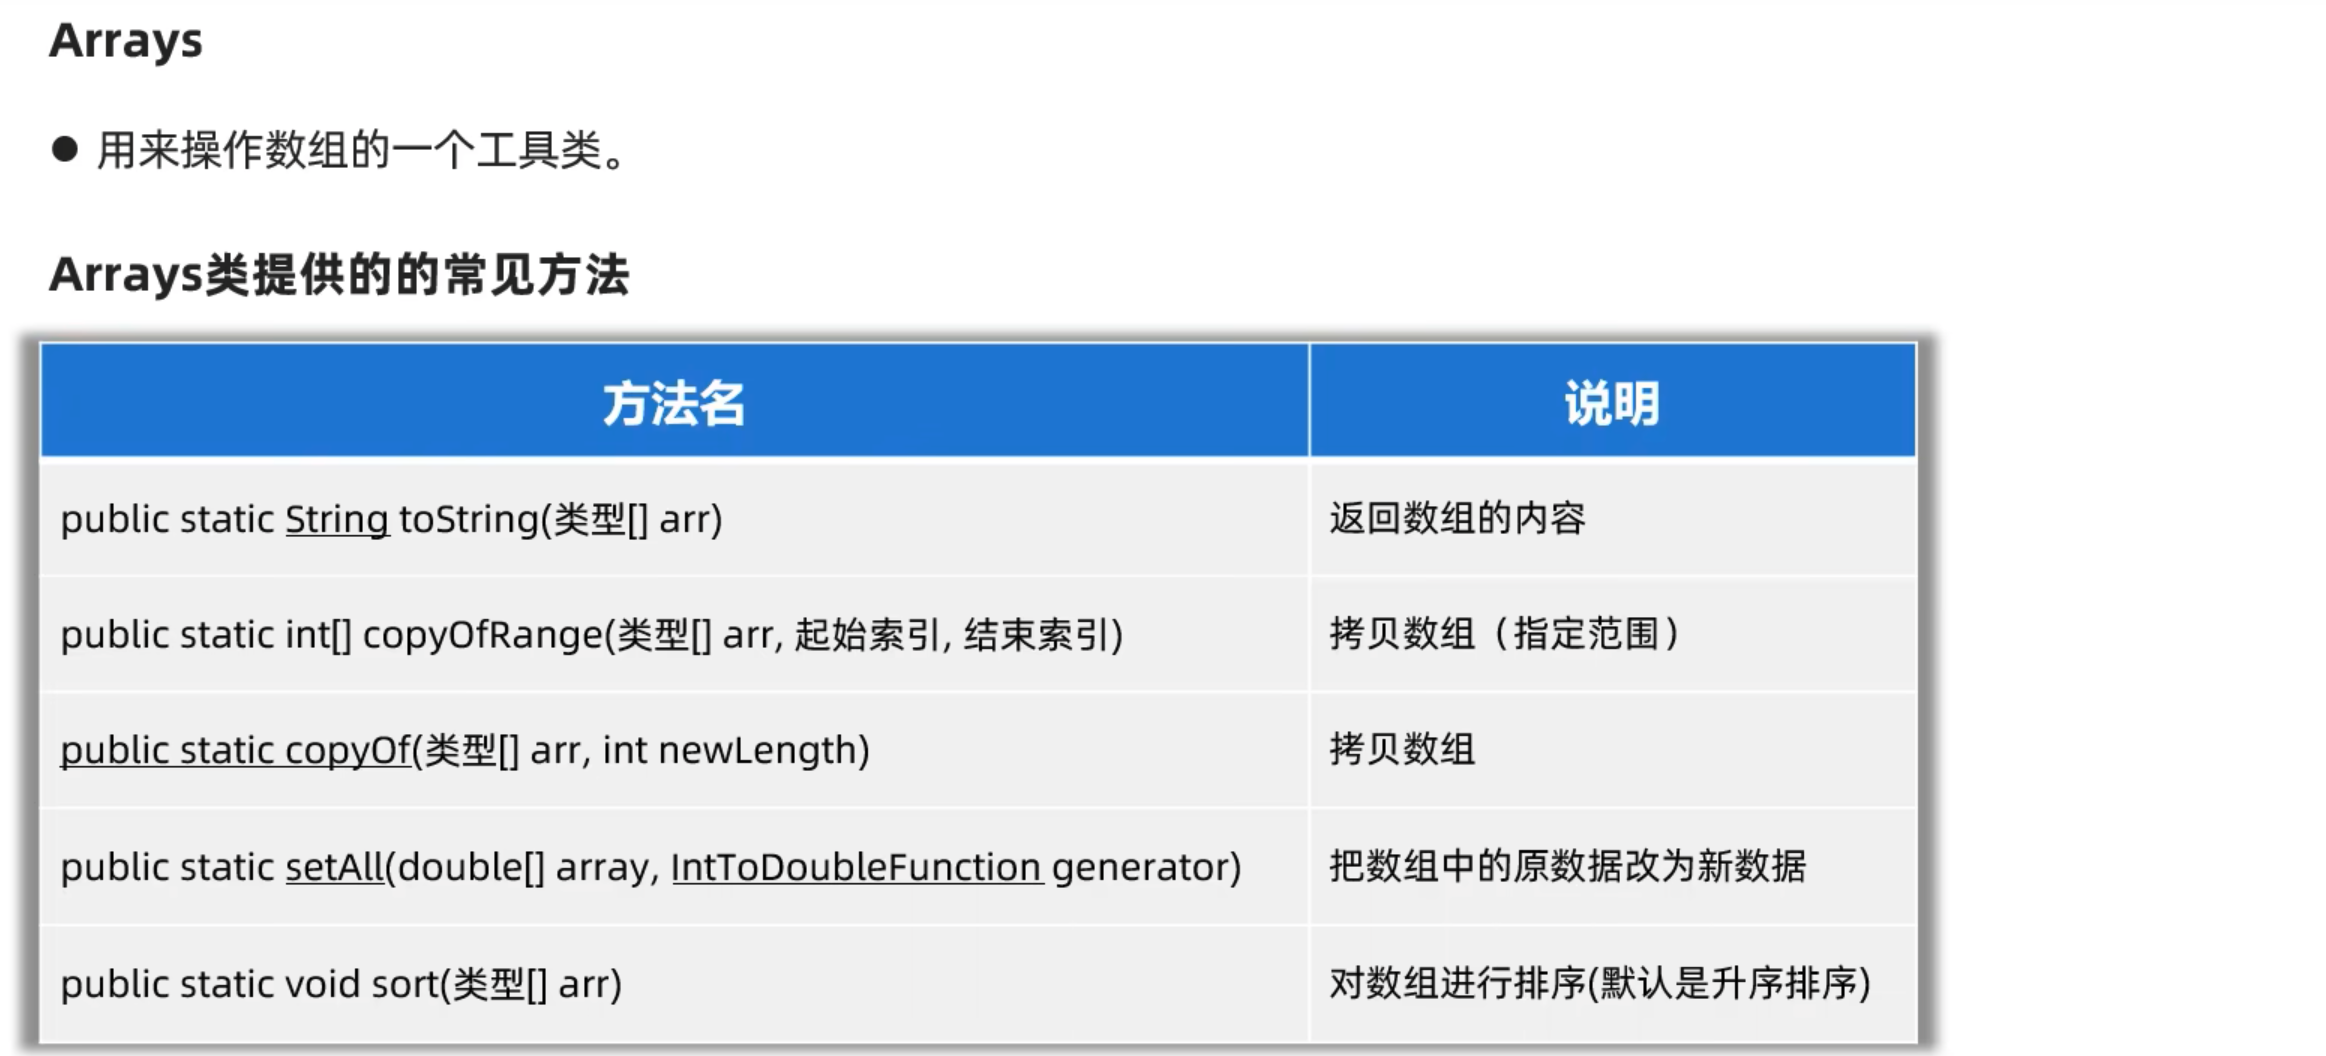 Arrays
● 用来操作数组的一个工具类。
Arrays类提供的的常见方法
方法名 说明
public static String toString(类型[] arr) 返回数组的内容
public static int[] copyOfRange(类型[] arr, 起始索引, 结束索引) 拷贝数组（指定范围）
public static copyOf(类型[] arr, int newLength) 拷贝数组
public static setAll(double[] array, IntToDoubleFunction generator) 把数组中的原数据改为新数据
public static void sort(类型[] arr) 对数组进行排序(默认是升序排序)